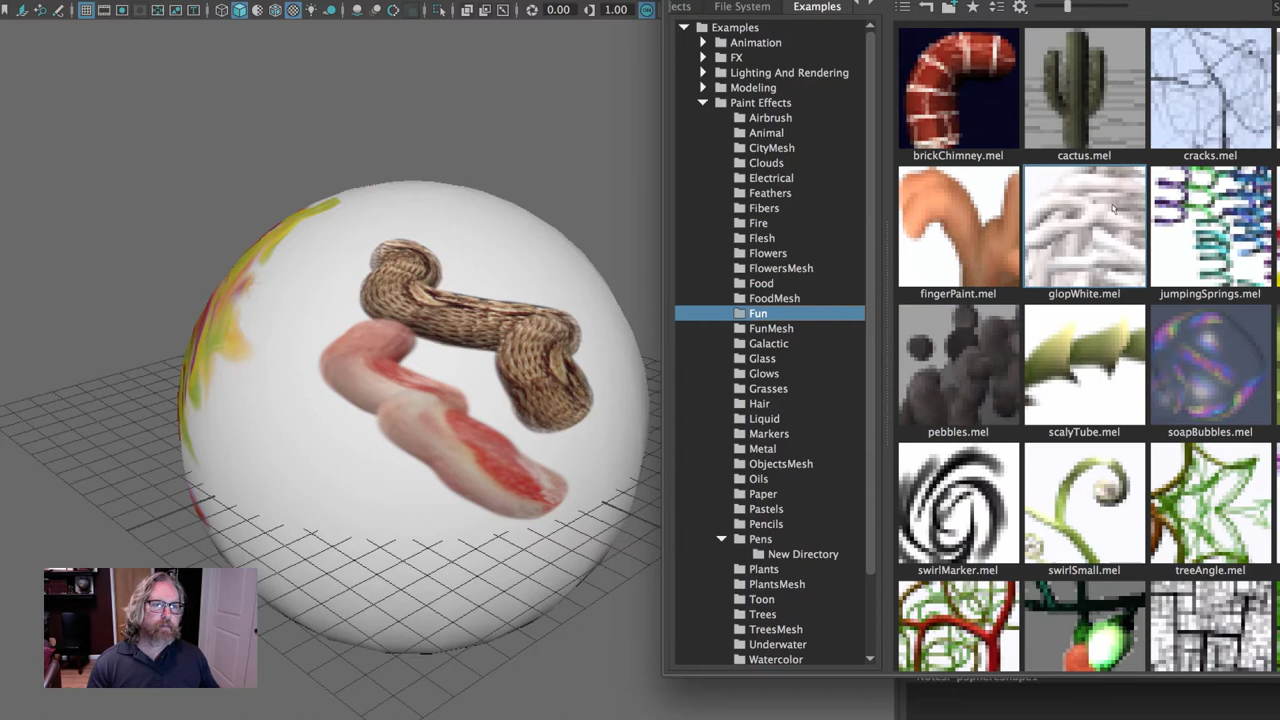 0.00
1.00
ON
jects
File System
Examples
Examples
Animation
FX
Lighting And Rendering
Modeling
Paint Effects
Airbrush
Animal
CityMesh
Clouds
Electrical
Feathers
Fibers
Fire
Flesh
Flowers
FlowersMesh
Food
FoodMesh
Fun
FunMesh
Galactic
Glass
Glows
Grasses
Hair
Liquid
Markers
Metal
ObjectsMesh
Oils
Paper
Pastels
Pencils
Pens
New Directory
Plants
PlantsMesh
Toon
Trees
TreesMesh
Underwater
Watercolor
brickChimney.mel
cactus.mel
cracks.mel
fingerPaint.mel
glopWhite.mel
jumpingSprings.mel
pebbles.mel
scalyTube.mel
soapBubbles.mel
swirlMarker.mel
swirlSmall.mel
treeAngle.mel
Notes: pSphereShape1